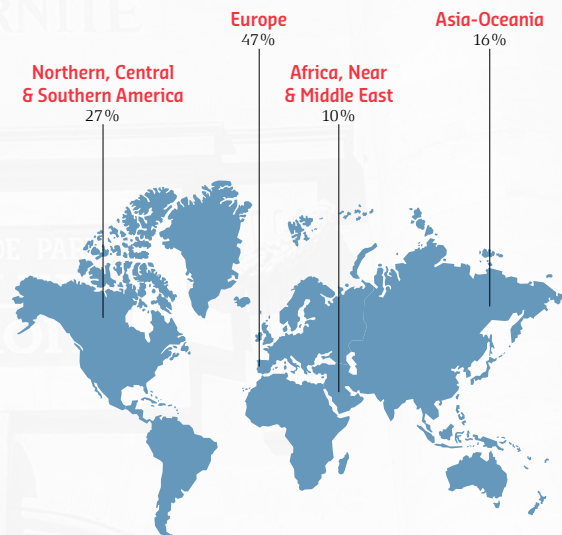 Europe
47%
Asia-Oceania
16%
Northern, Central
& Southern America
27%
Africa, Near
& Middle East
10%